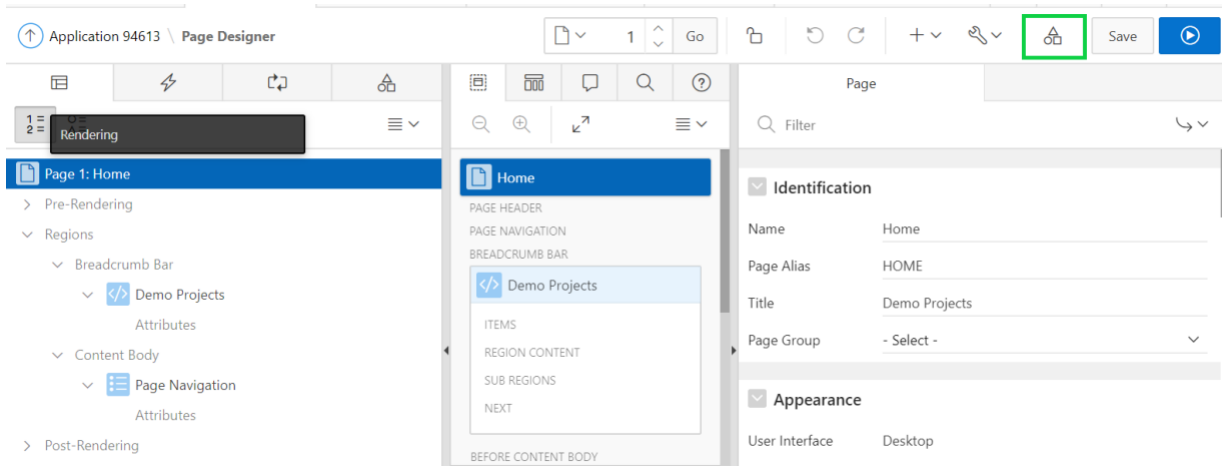 Application 94613 \ Page Designer
1
Go
Save
Page
1 =
2 =
Rendering
Filter
Page 1: Home
Pre-Rendering
Regions
Breadcrumb Bar
Demo Projects
Attributes
Content Body
Page Navigation
Attributes
Post-Rendering
Home
PAGE HEADER
PAGE NAVIGATION
BREADCRUMB BAR
Demo Projects
ITEMS
REGION CONTENT
SUB REGIONS
NEXT
BEFORE CONTENT BODY
Identification
Name Home
Page Alias HOME
Title Demo Projects
Page Group - Select -
Appearance
User Interface Desktop